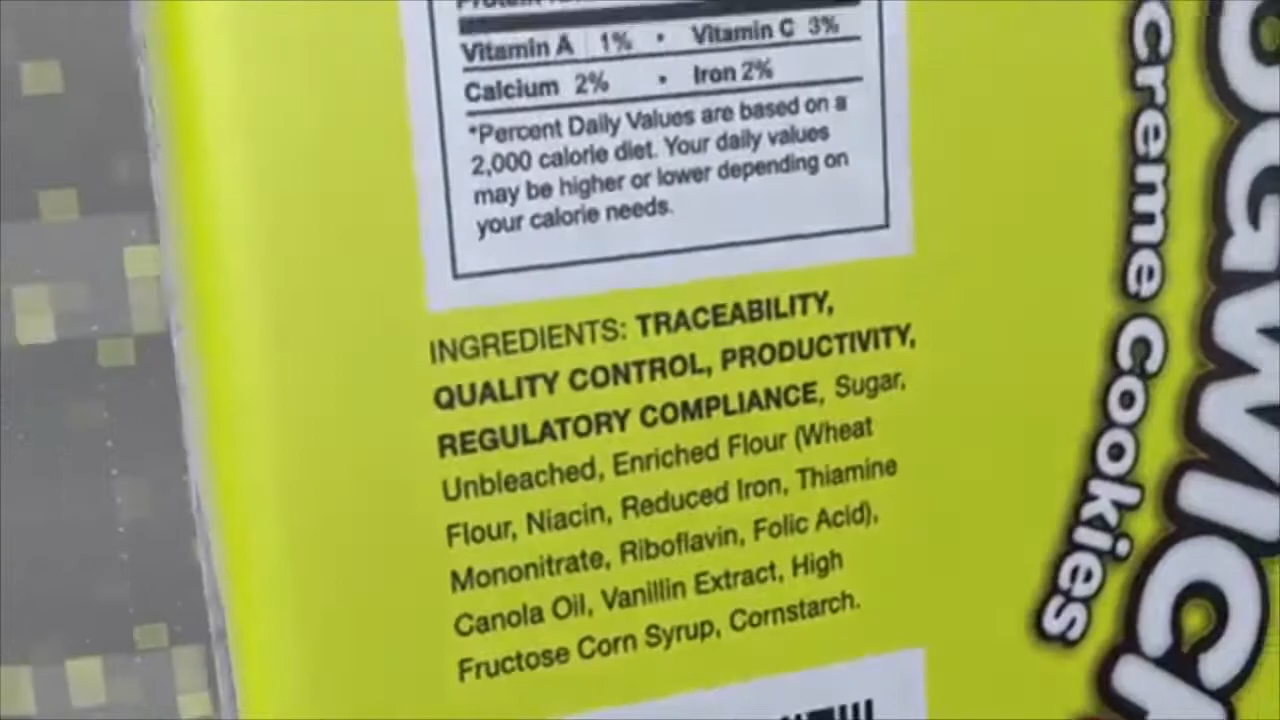 Vitamin A 1% • Vitamin C 3%
Calcium 2% • Iron 2%
*Percent Daily Values are based on a
2,000 calorie diet. Your daily values
may be higher or lower depending on
your calorie needs.
INGREDIENTS: TRACEABILITY,
QUALITY CONTROL, PRODUCTIVITY,
REGULATORY COMPLIANCE, Sugar,
Unbleached, Enriched Flour (Wheat
Flour, Niacin, Reduced Iron, Thiamine
Mononitrate, Riboflavin, Folic Acid),
Canola Oil, Vanillin Extract, High
Fructose Corn Syrup, Cornstarch.
creme cookies